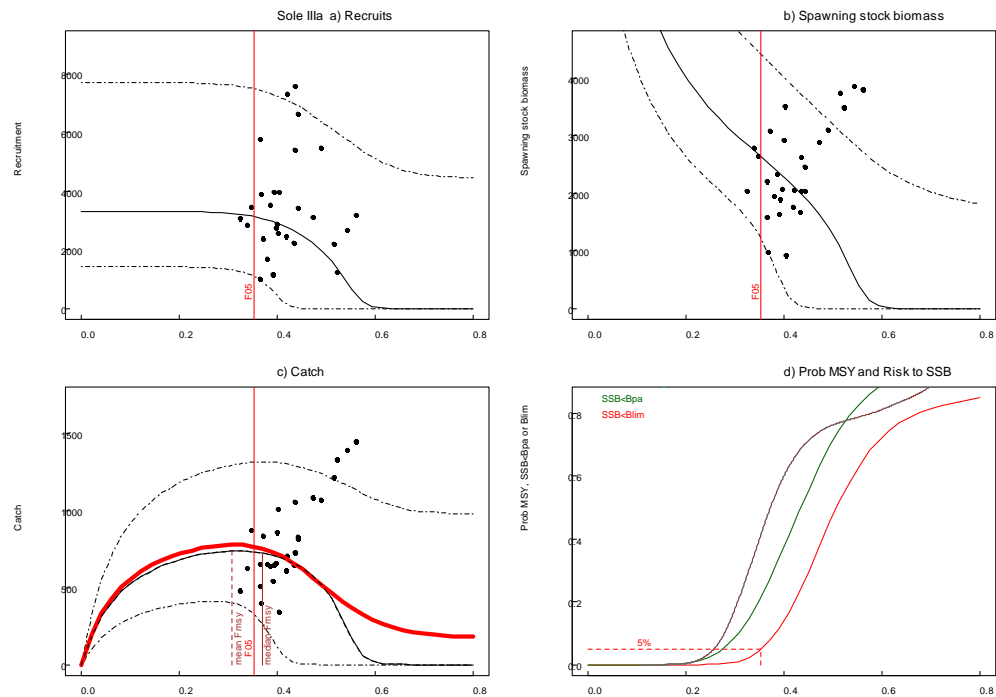 Sole IIIa a) Recruits
Recruitment
8000
6000
4000
2000
0
F05
0.0 0.2 0.4 0.6 0.8
b) Spawning stock biomass
Spawning stock biomass
4000
3000
2000
1000
0
F05
0.0 0.2 0.4 0.6 0.8
c) Catch
Catch
1500
1000
500
0
mean Fmsy
F05
median Fmsy
0.0 0.2 0.4 0.6 0.8
d) Prob MSY and Risk to SSB
Prob MSY, SSB<Bpa or Blim
SSB<Bpa
SSB<Blim
0.8
0.6
0.4
0.2
0.0
5%
0.0 0.2 0.4 0.6 0.8